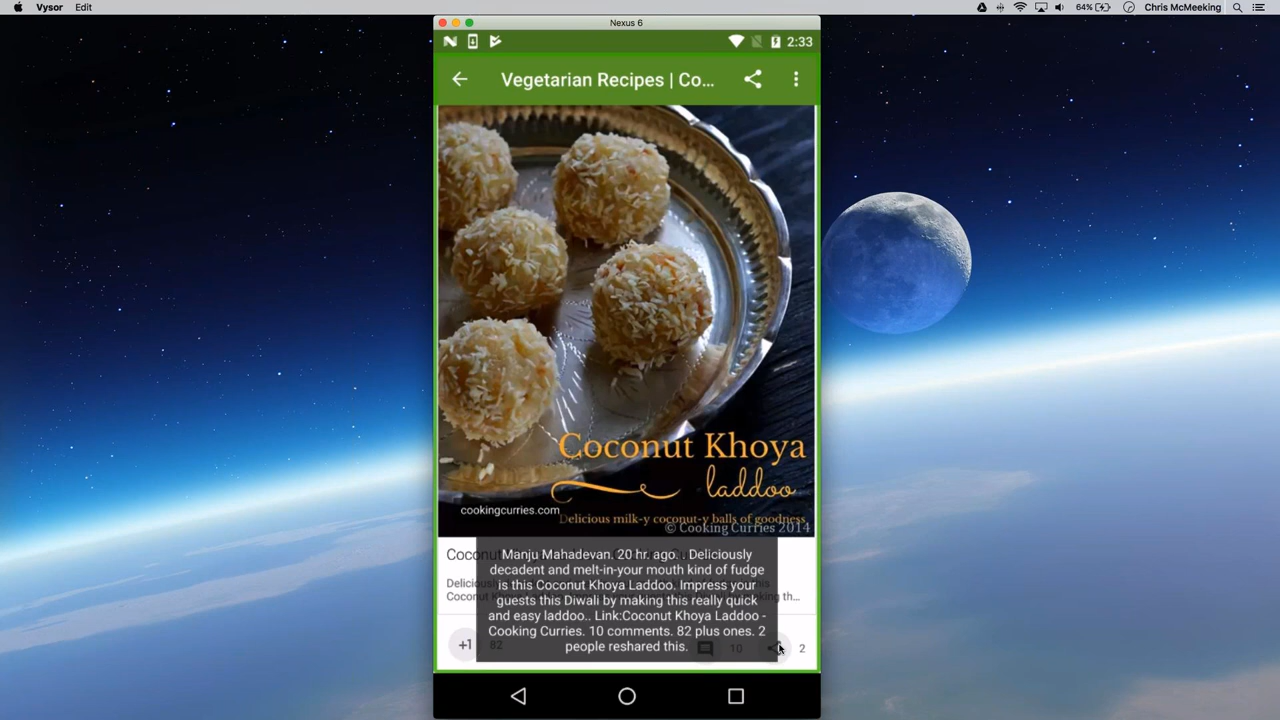 Vysor Edit
64%
Chris McMeeking
Nexus 6
2:33
Vegetarian Recipes | Co...
Coconut Khoya
laddoo
cookingcurries.com
Delicious milk-y coconut-y balls of goodness
© Cooking Curries 2014
Manju Mahadevan. 20 hr. ago. . Deliciously
decadent and melt-in-your mouth kind of fudge
is this Coconut Khoya Laddoo. Impress your
guests this Diwali by making this really quick
and easy laddoo.. Link:Coconut Khoya Laddoo -
Cooking Curries. 10 comments. 82 plus ones. 2
people reshared this.
+1 82
10
2